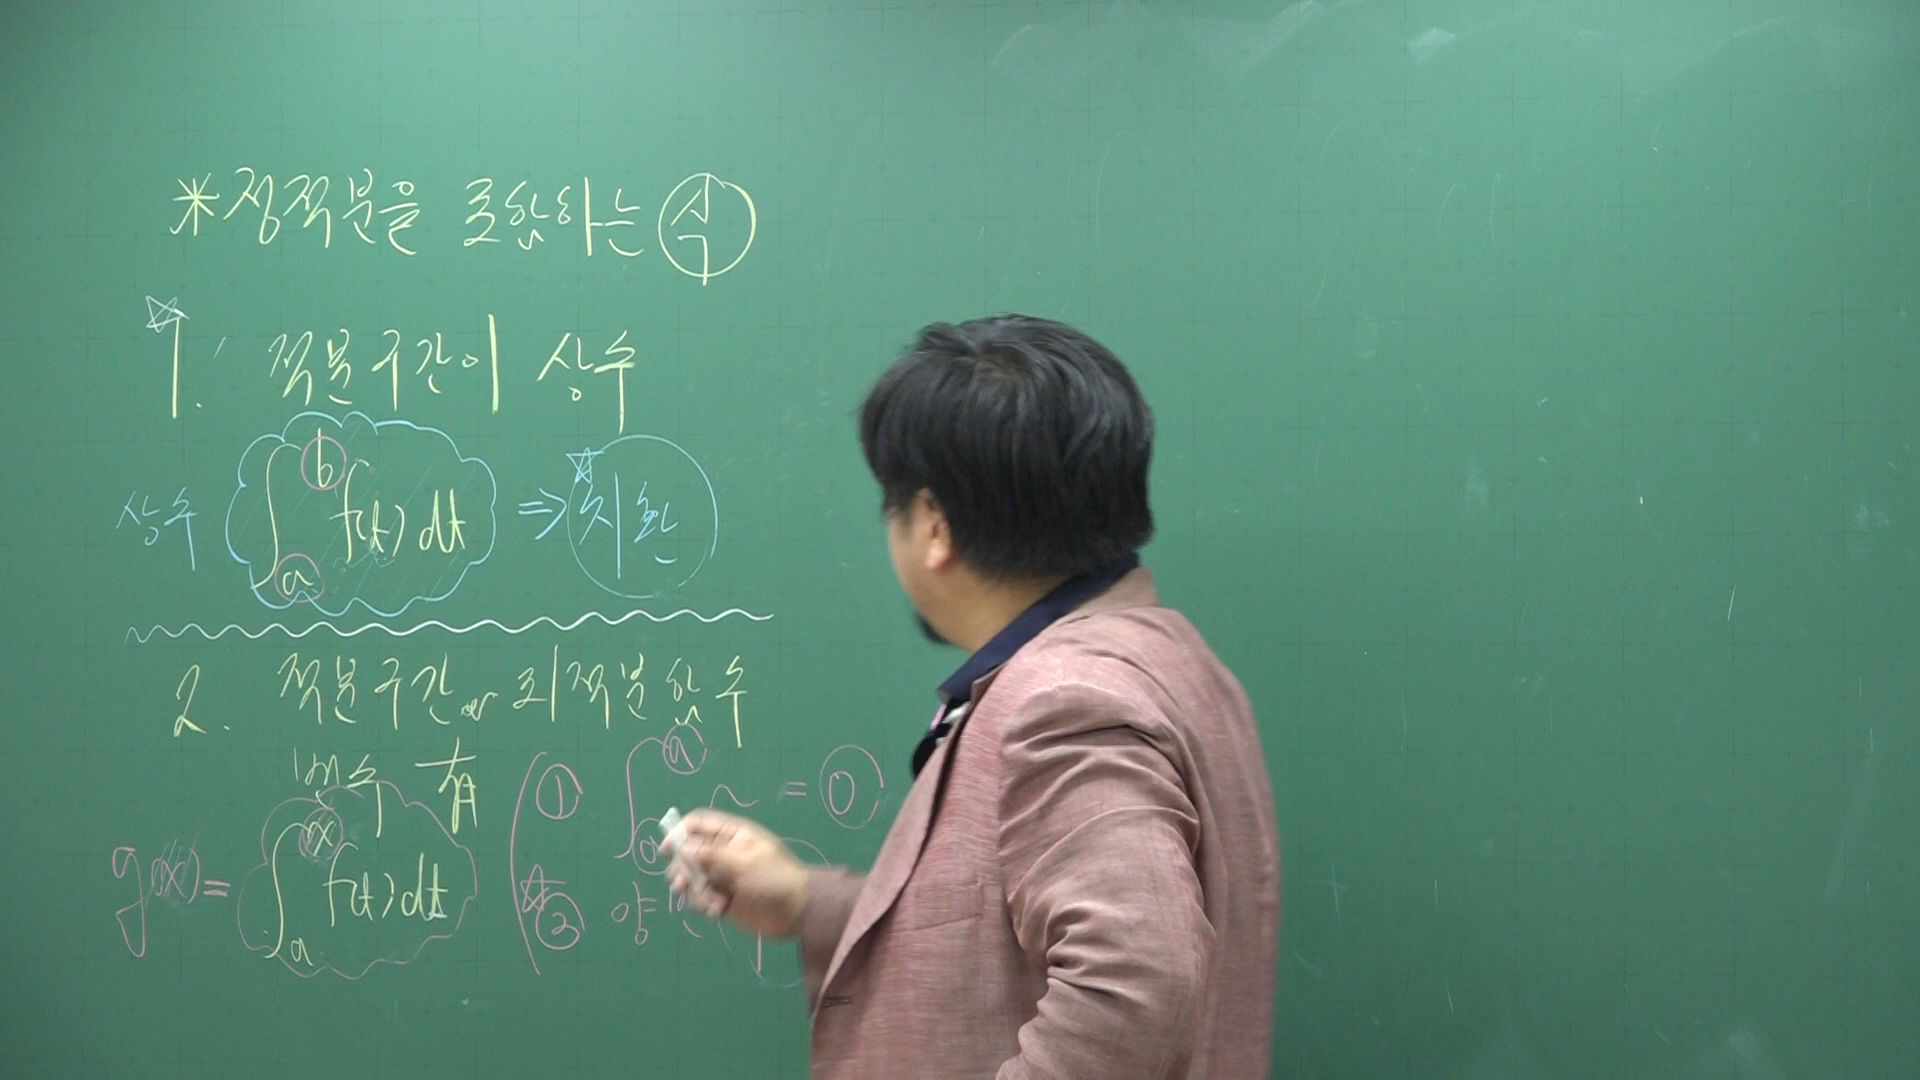 * 정적분을 포함하는 식
☆ 1. 적분구간이 상수
상수 ∫_a^b f(t) dt ⇒ ☆ 치환
2. 적분구간 or 피적분함수
변수 有
① ∫_a^a ~ = 0
g(x) = ∫_a^x f(t) dt
☆ ② 양변